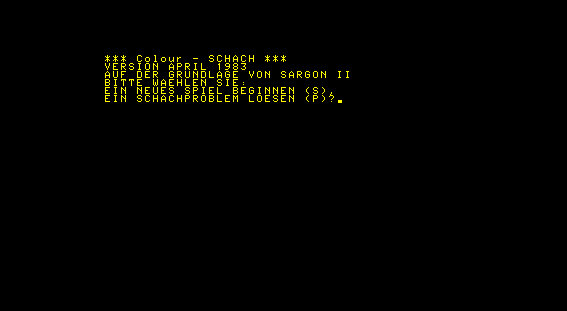 *** Colour - SCHACH ***
VERSION APRIL 1983
AUF DER GRUNDLAGE VON SARGON II
BITTE WAEHLEN SIE:
EIN NEUES SPIEL BEGINNEN (S),
EIN SCHACHPROBLEM LOESEN (P)?